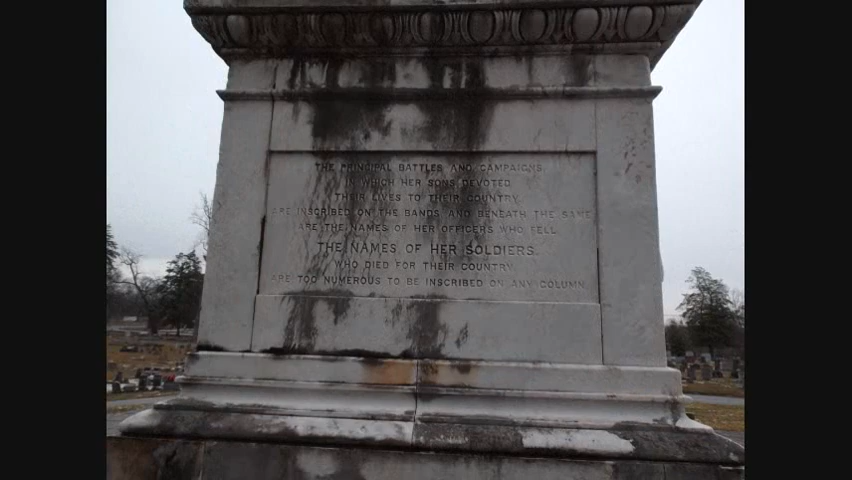 THE PRINCIPAL BATTLES AND CAMPAIGNS,
IN WHICH HER SONS DEVOTED
THEIR LIVES TO THEIR COUNTRY,
ARE INSCRIBED ON THE BANDS, AND BENEATH THE SAME
ARE THE NAMES OF HER OFFICERS WHO FELL.
THE NAMES OF HER SOLDIERS.
WHO DIED FOR THEIR COUNTRY,
ARE TOO NUMEROUS TO BE INSCRIBED ON ANY COLUMN.